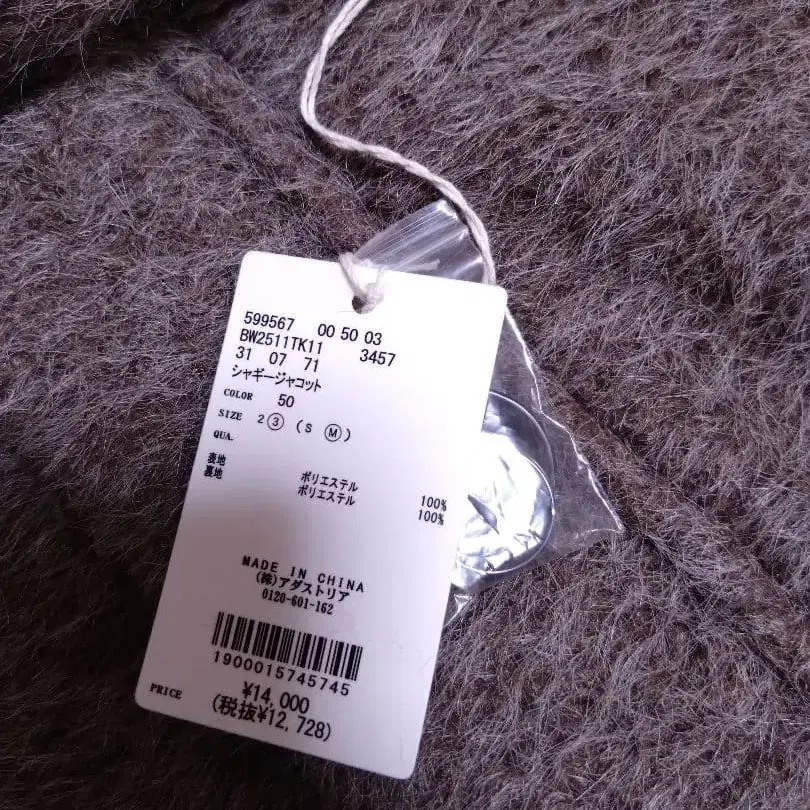 599567 00 50 03
BW2511TK11 3457
31 07 71
シャギージャコット
COLOR 50
SIZE 2 ③ (S Ⓜ)
QUA.
表地 ポリエステル 100%
裏地 ポリエステル 100%
MADE IN CHINA
(株)アダストリア
0120-601-162
1900015745745
PRICE ¥14,000
(税抜¥12,728)